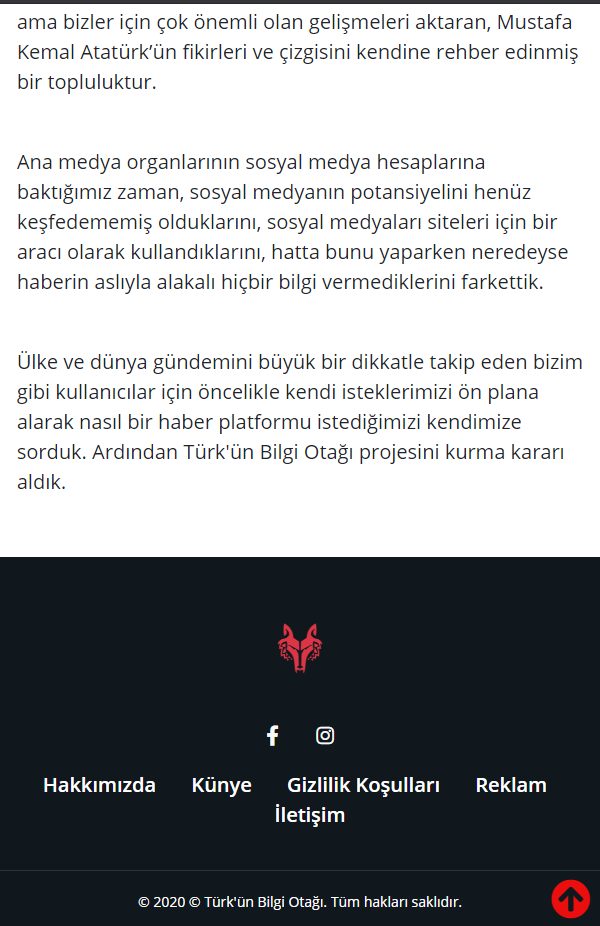 ama bizler için çok önemli olan gelişmeleri aktaran, Mustafa
Kemal Atatürk’ün fikirleri ve çizgisini kendine rehber edinmiş
bir topluluktur.
Ana medya organlarının sosyal medya hesaplarına
baktığımız zaman, sosyal medyanın potansiyelini henüz
keşfedememiş olduklarını, sosyal medyaları siteleri için bir
aracı olarak kullandıklarını, hatta bunu yaparken neredeyse
haberin aslıyla alakalı hiçbir bilgi vermediklerini farkettik.
Ülke ve dünya gündemini büyük bir dikkatle takip eden bizim
gibi kullanıcılar için öncelikle kendi isteklerimizi ön plana
alarak nasıl bir haber platformu istediğimizi kendimize
sorduk. Ardından Türk'ün Bilgi Otağı projesini kurma kararı
aldık.
Hakkımızda Künye Gizlilik Koşulları Reklam
İletişim
© 2020 © Türk'ün Bilgi Otağı. Tüm hakları saklıdır.